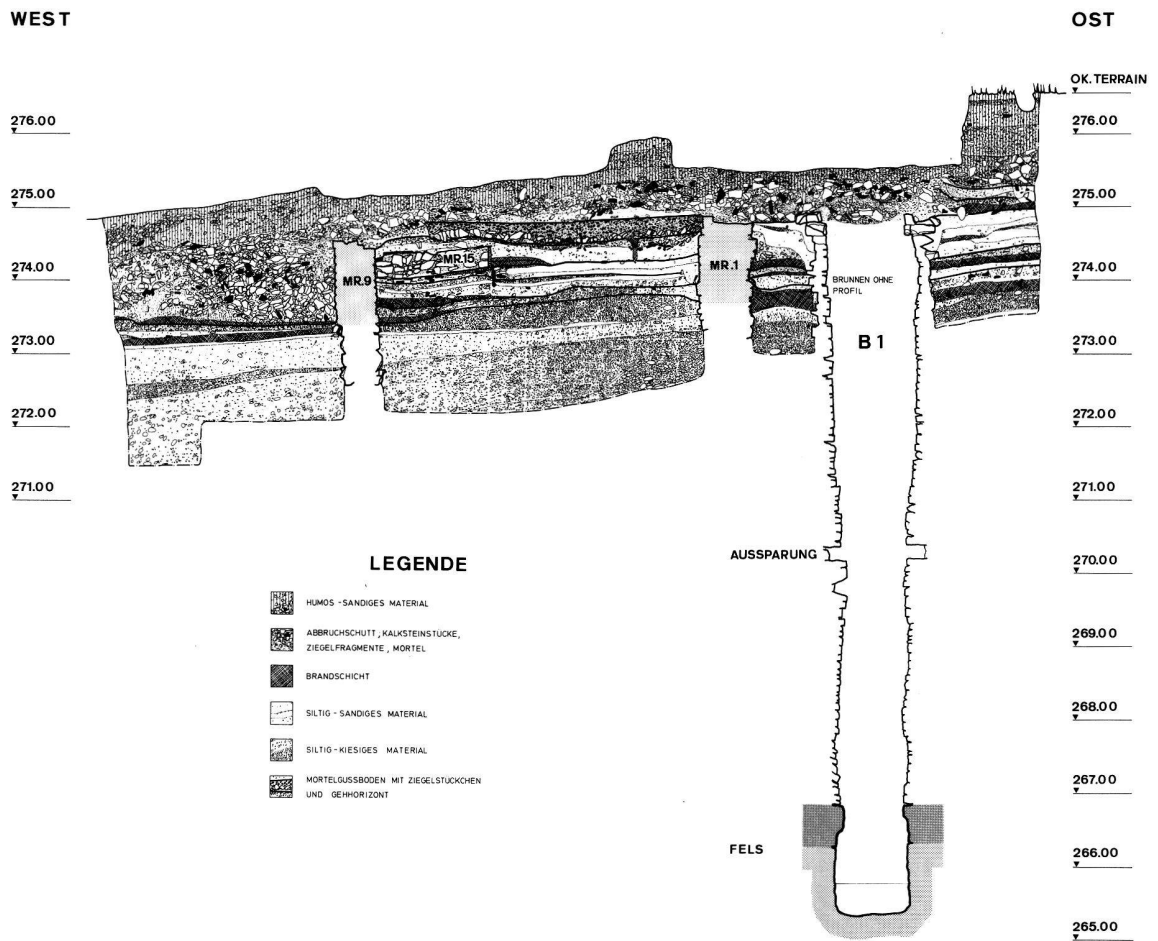 WEST
OST
OK. TERRAIN
276.00
275.00
274.00
273.00
272.00
271.00
276.00
275.00
274.00
273.00
272.00
271.00
270.00
269.00
268.00
267.00
266.00
265.00
MR.9
MR.15
MR.1
BRUNNEN OHNE
PROFIL
B 1
AUSSPARUNG
FELS
LEGENDE
HUMOS - SANDIGES MATERIAL
ABBRUCHSCHUTT, KALKSTEINSTÜCKE,
ZIEGELFRAGMENTE, MORTEL
BRANDSCHICHT
SILTIG - SANDIGES MATERIAL
SILTIG - KIESIGES MATERIAL
MORTELGUSSBODEN MIT ZIEGELSTUCKCHEN
UND GEHHORIZONT